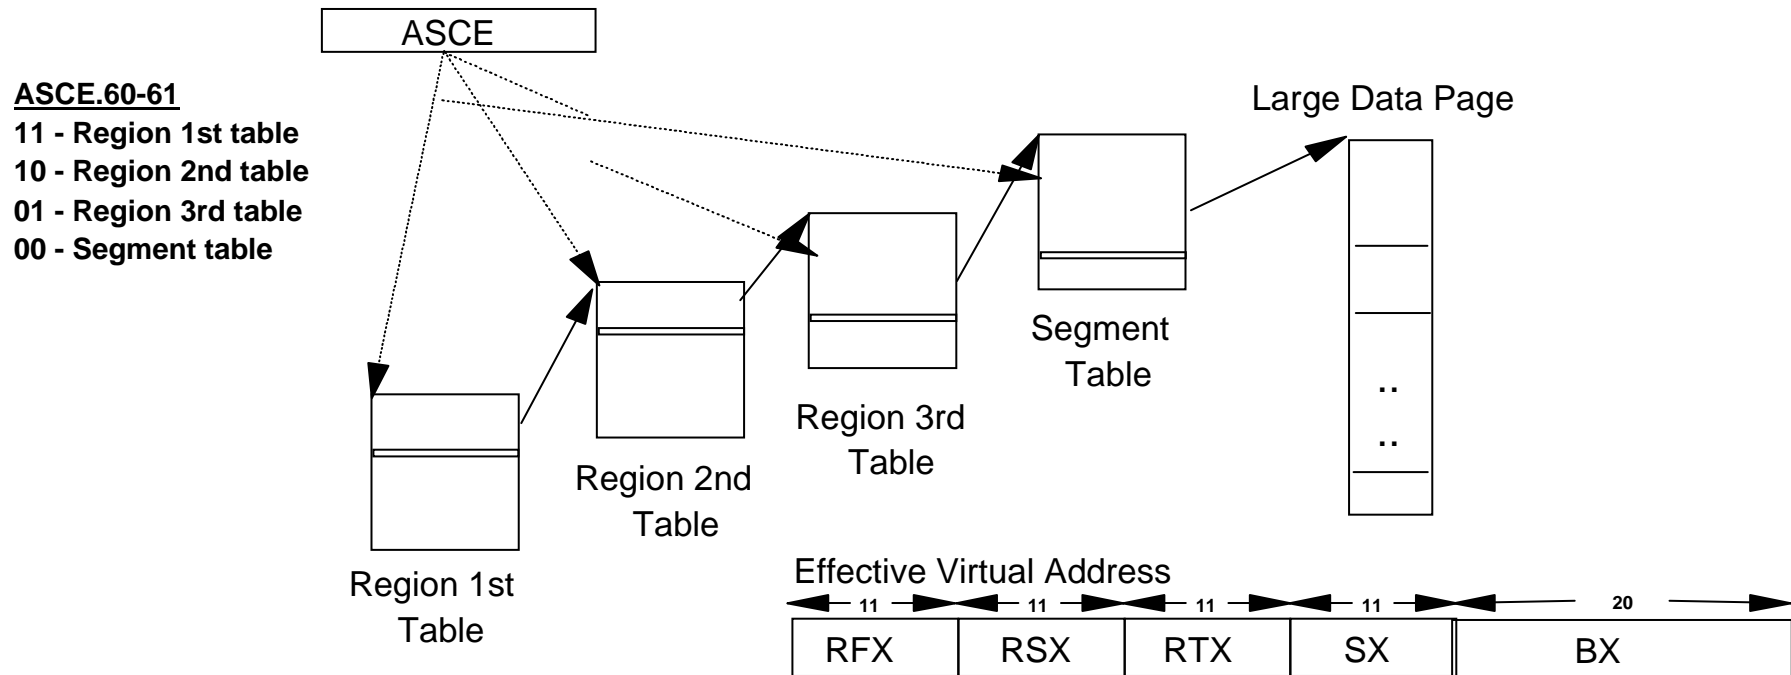 ASCE
ASCE.60-61
11 - Region 1st table
10 - Region 2nd table
01 - Region 3rd table
00 - Segment table
Large Data Page
Segment
Table
Region 3rd
Table
Region 2nd
Table
Region 1st
Table
..
..
Effective Virtual Address
11 11 11 11 20
RFX RSX RTX SX BX